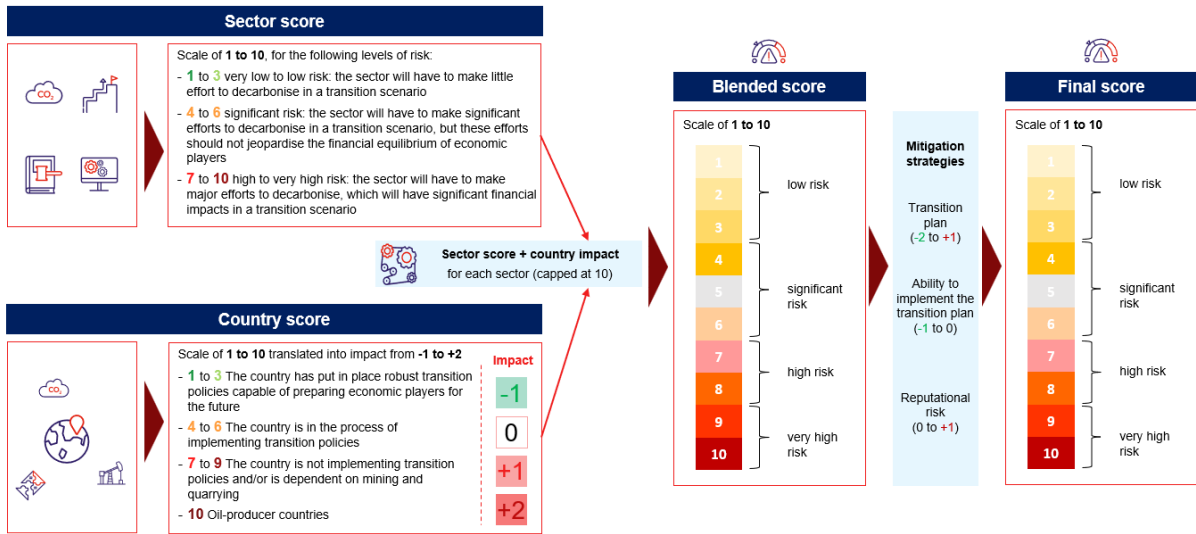 Sector score
CO₂
Scale of 1 to 10, for the following levels of risk:
- 1 to 3 very low to low risk: the sector will have to make little
effort to decarbonise in a transition scenario
- 4 to 6 significant risk: the sector will have to make significant
efforts to decarbonise in a transition scenario, but these efforts
should not jeopardise the financial equilibrium of economic
players
- 7 to 10 high to very high risk: the sector will have to make
major efforts to decarbonise, which will have significant financial
impacts in a transition scenario
Sector score + country impact
for each sector (capped at 10)
Country score
CO₂
Scale of 1 to 10 translated into impact from -1 to +2
- 1 to 3 The country has put in place robust transition
policies capable of preparing economic players for
the future
- 4 to 6 The country is in the process of
implementing transition policies
- 7 to 9 The country is not implementing transition
policies and/or is dependent on mining and
quarrying
- 10 Oil-producer countries
Impact
-1
0
+1
+2
Blended score
Scale of 1 to 10
1
2
3
4
5
6
7
8
9
10
low risk
significant
risk
high risk
very high
risk
Mitigation
strategies
Transition
plan
(-2 to +1)
Ability to
implement the
transition plan
(-1 to 0)
Reputational
risk
(0 to +1)
Final score
Scale of 1 to 10
1
2
3
4
5
6
7
8
9
10
low risk
significant
risk
high risk
very high
risk